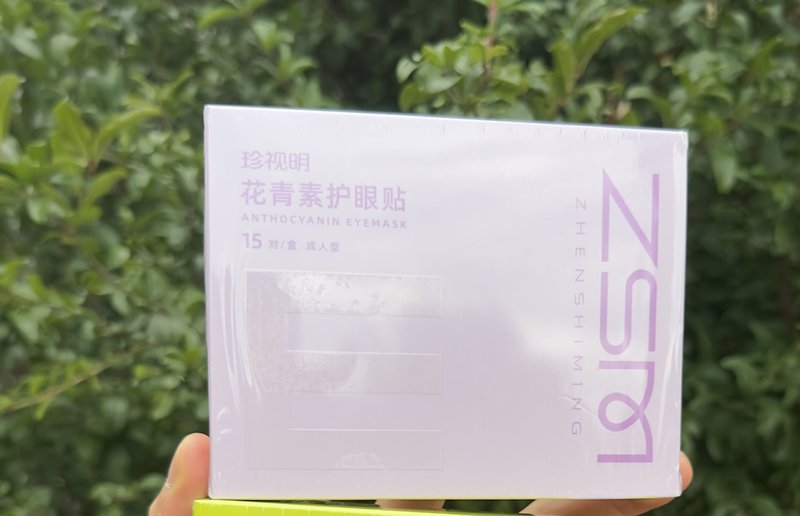 珍视明
花青素护眼贴
ANTHOCYANIN EYEMASK
15 对/盒 成人型
ZSM
ZHENSHIMING